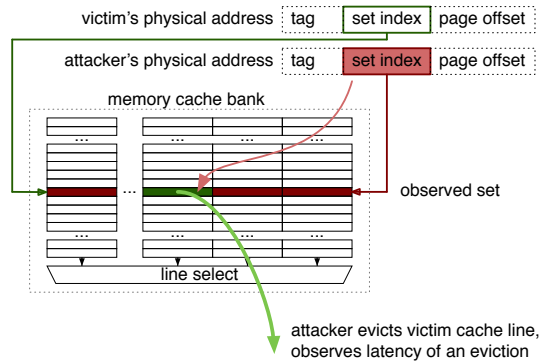 victim's physical address tag set index page offset
attacker's physical address tag set index page offset
memory cache bank
... ...
... observed set
... ...
line select
attacker evicts victim cache line,
observes latency of an eviction